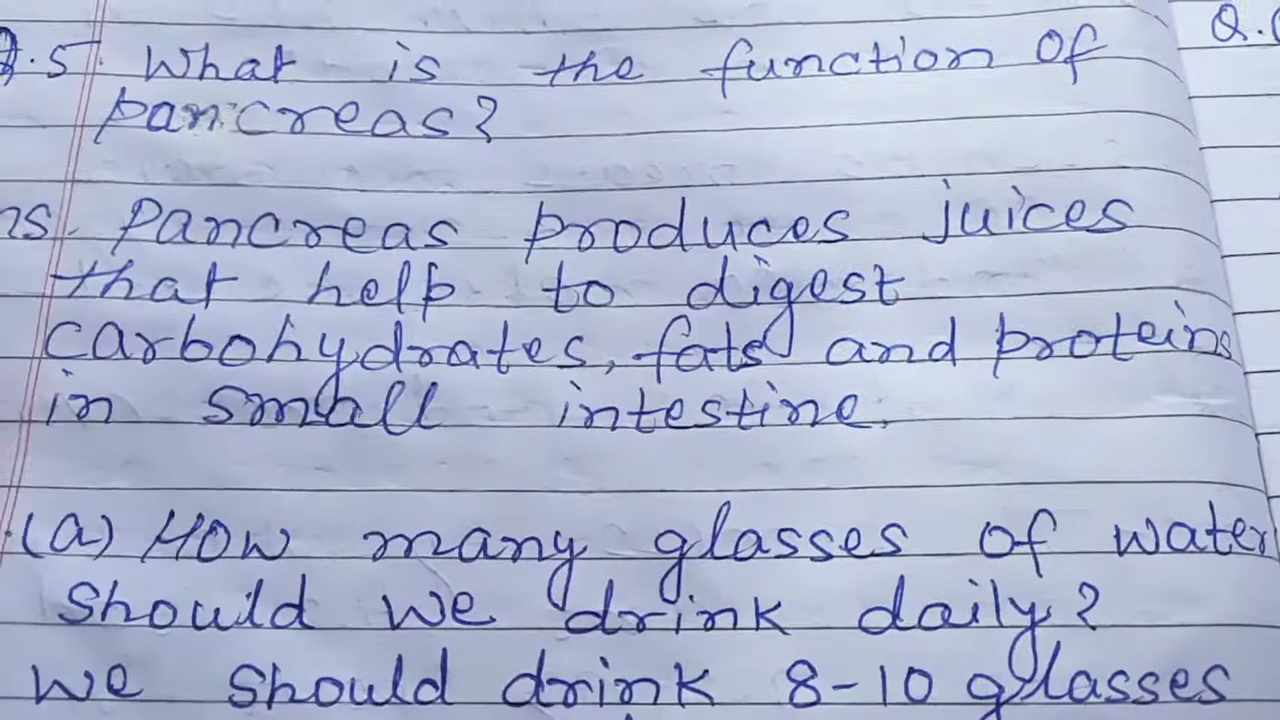 Q.5. What is the function of
pancreas?
ns. Pancreas produces juices
that help to digest
carbohydrates, fats and proteins
in small intestine.
(a) How many glasses of water
should we drink daily?
We should drink 8-10 glasses
Q.